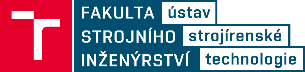 FAKULTA ústav
STROJNÍHO strojírenské
INŽENÝRSTVÍ technologie